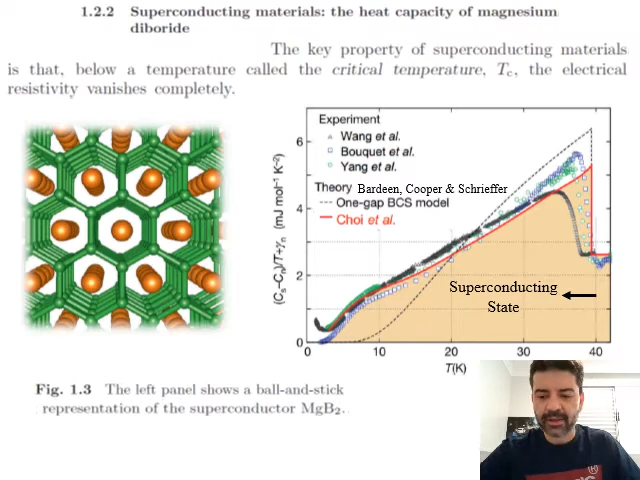 1.2.2 Superconducting materials: the heat capacity of magnesium
diboride
The key property of superconducting materials
is that, below a temperature called the critical temperature, Tc, the electrical
resistivity vanishes completely.
Experiment
Wang et al.
Bouquet et al.
Yang et al.
Theory Bardeen, Cooper & Schrieffer
One-gap BCS model
Choi et al.
(Cs–Cn)/T+γn (mJ mol⁻¹ K⁻²)
6
4
2
0
Superconducting
State
0 10 20 30 40
T(K)
Fig. 1.3 The left panel shows a ball-and-stick
representation of the superconductor MgB2.